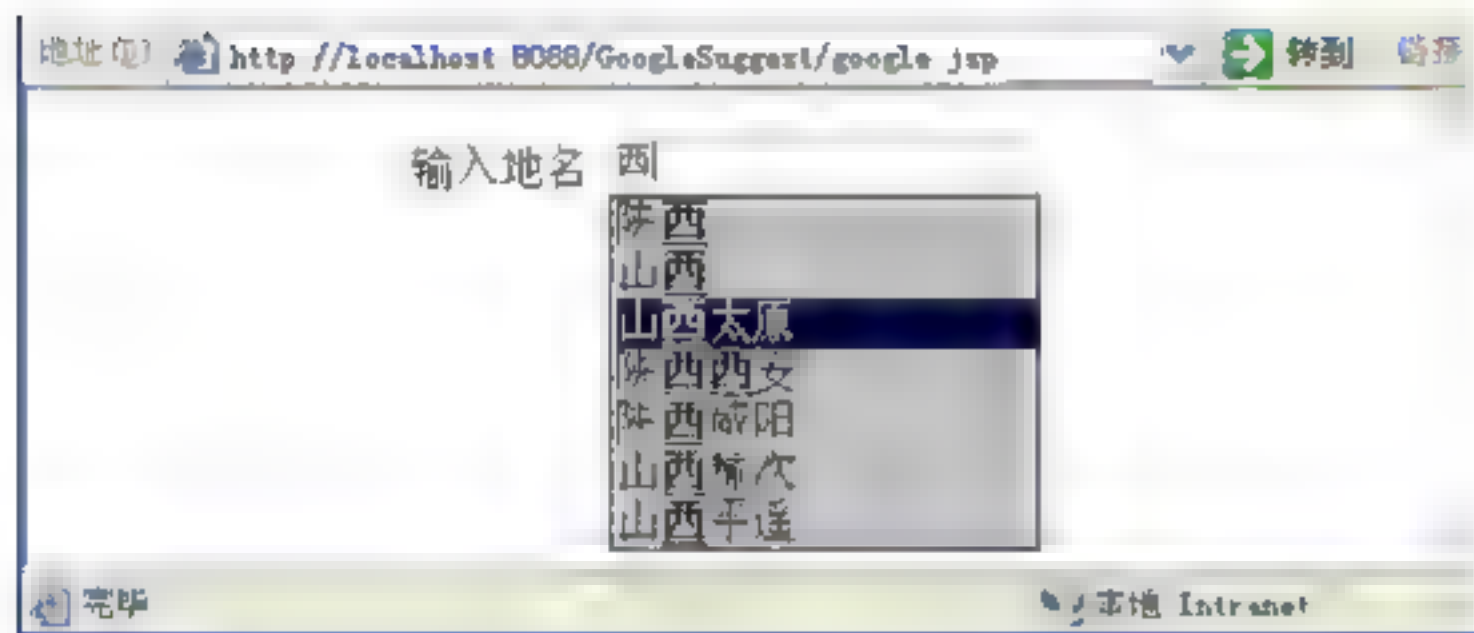 地址(D) http://localhost:8088/GoogleSuggest/google.jsp 转到 链接
输入地名 西
陕西
山西
山西太原
陕西西安
陕西咸阳
山西榆次
山西平遥
完毕 本地 Intranet